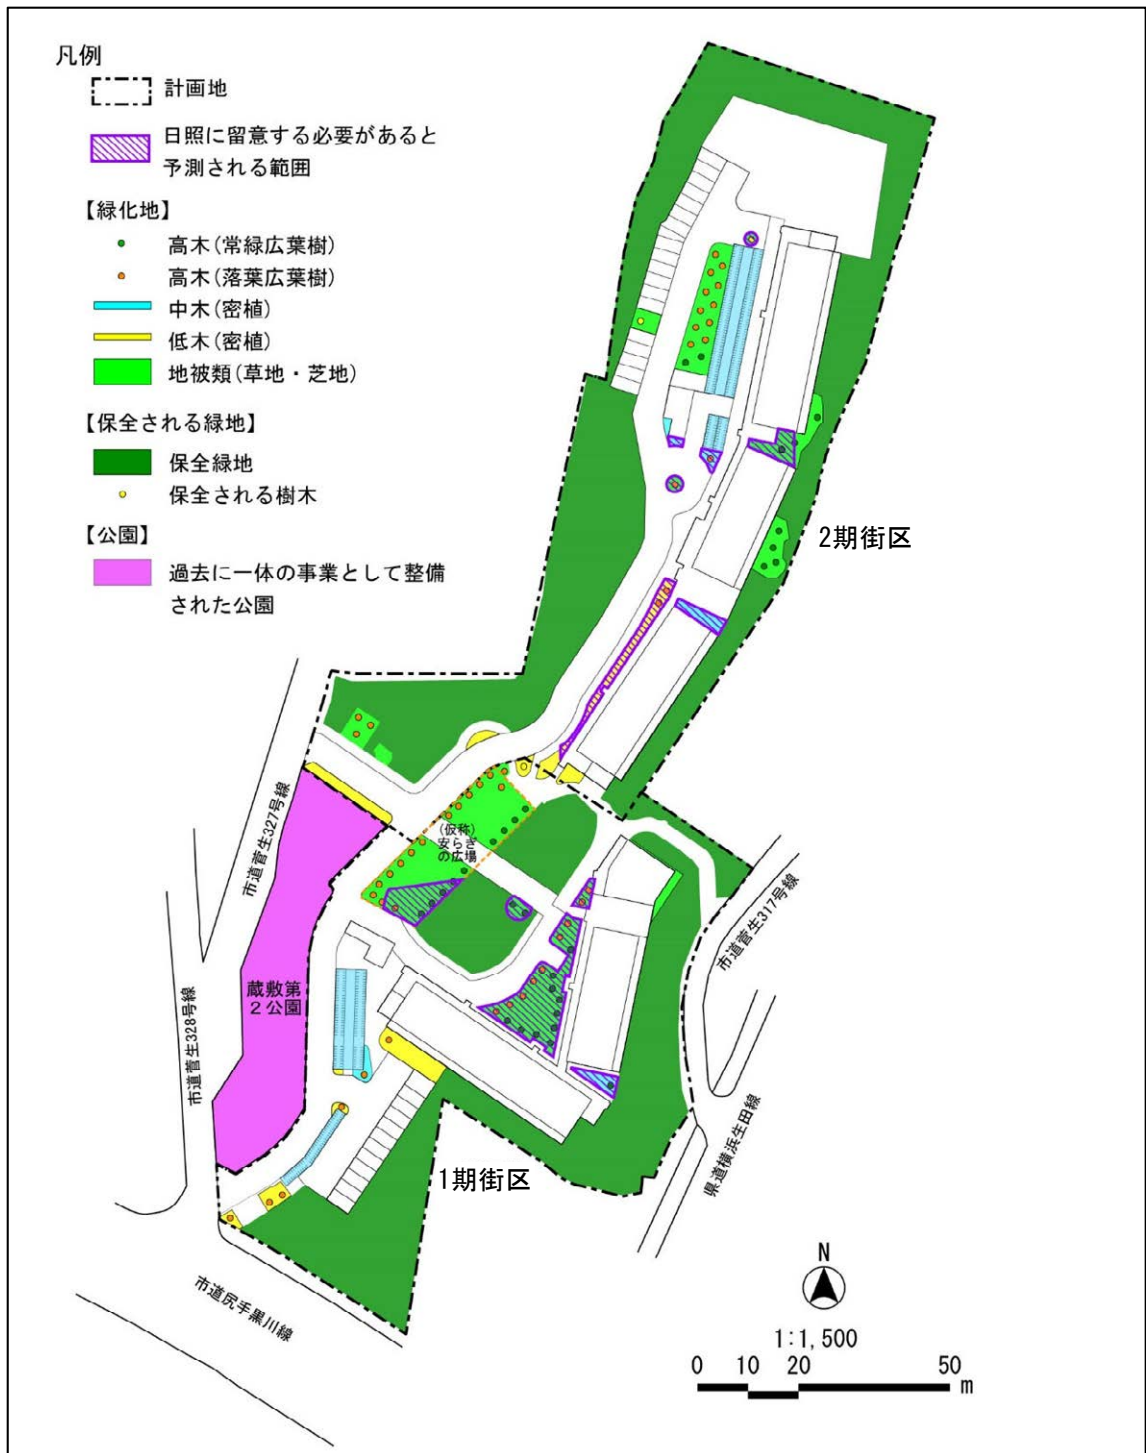 凡例
計画地
日照に留意する必要があると
予測される範囲
【緑化地】
高木(常緑広葉樹)
高木(落葉広葉樹)
中木(密植)
低木(密植)
地被類(草地・芝地)
【保全される緑地】
保全緑地
保全される樹木
【公園】
過去に一体の事業として整備
された公園
2期街区
市道菅生327号線
(仮称)
安らぎ
の広場
市道菅生317号線
蔵敷第
2公園
市道菅生328号線
県道横浜生田線
1期街区
市道尻手黒川線
N
1:1,500
0 10 20 50
m